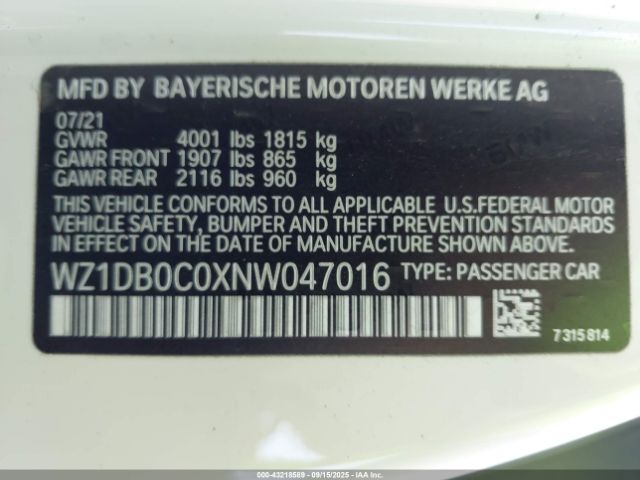 MFD BY BAYERISCHE MOTOREN WERKE AG
07/21
GVWR 4001 lbs 1815 kg
GAWR FRONT 1907 lbs 865 kg
GAWR REAR 2116 lbs 960 kg
THIS VEHICLE CONFORMS TO ALL APPLICABLE U.S.FEDERAL MOTOR
VEHICLE SAFETY, BUMPER AND THEFT PREVENTION STANDARDS
IN EFFECT ON THE DATE OF MANUFACTURE SHOWN ABOVE.
WZ1DB0C0XNW047016 TYPE: PASSENGER CAR
7315814
000-43218589 - 09/15/2025 - IAAI.COM